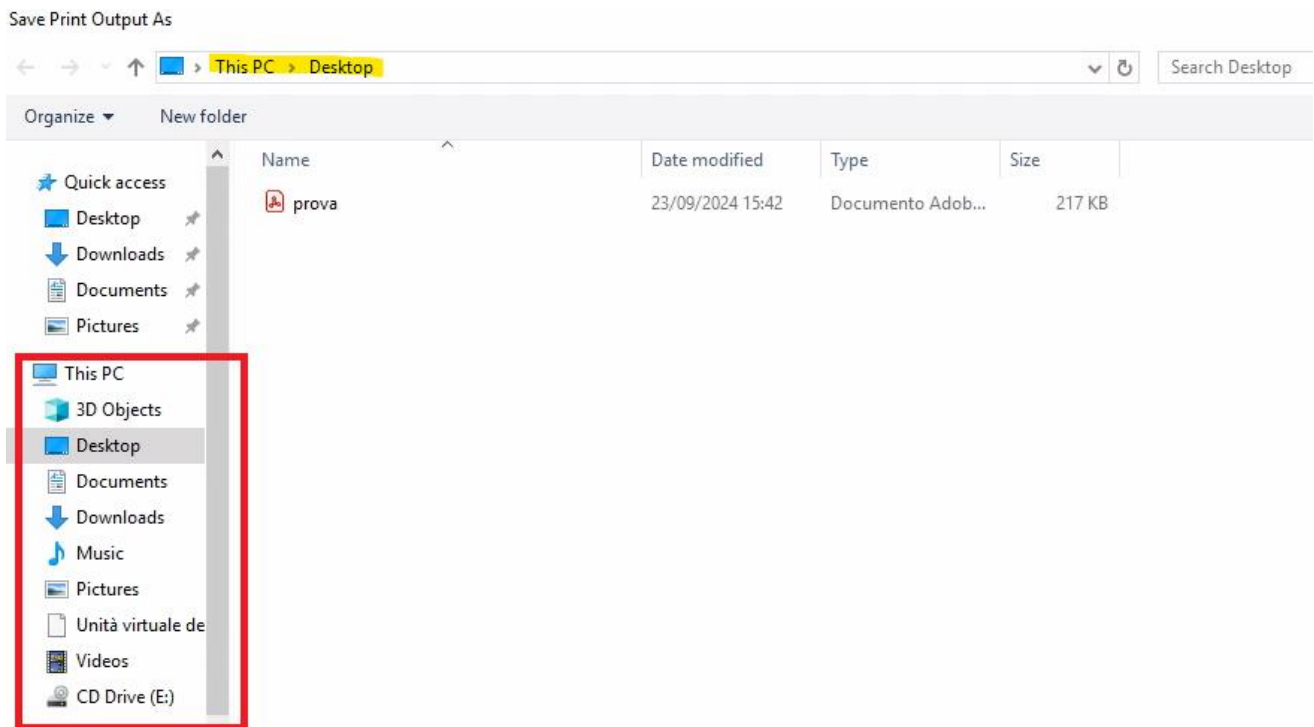 Save Print Output As
This PC > Desktop
Search Desktop
Organize
New folder
Name
Date modified
Type
Size
Quick access
prova
23/09/2024 15:42
Documento Adob...
217 KB
Desktop
Downloads
Documents
Pictures
This PC
3D Objects
Desktop
Documents
Downloads
Music
Pictures
Unità virtuale de
Videos
CD Drive (E:)